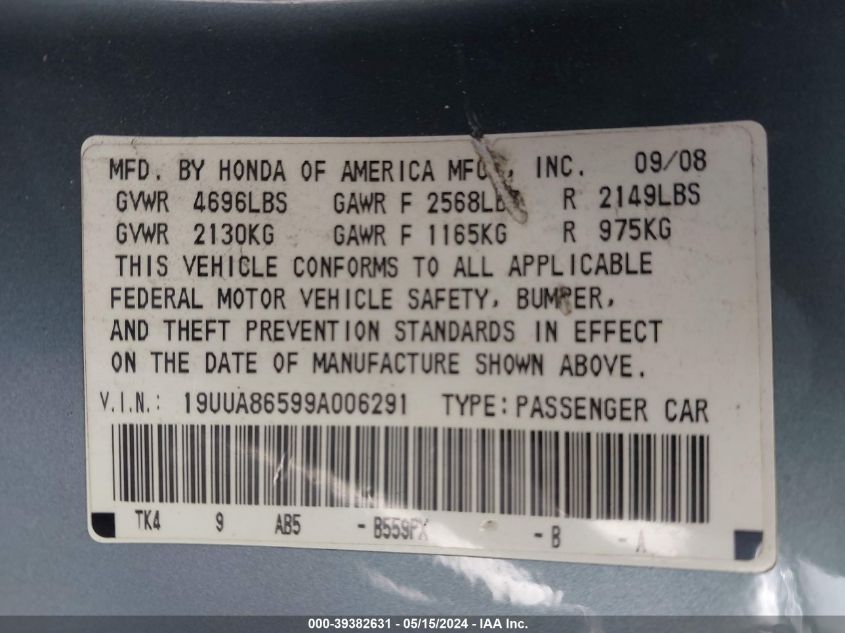 MFD. BY HONDA OF AMERICA MFG., INC. 09/08
GVWR 4696LBS GAWR F 2568LBS R 2149LBS
GVWR 2130KG GAWR F 1165KG R 975KG
THIS VEHICLE CONFORMS TO ALL APPLICABLE
FEDERAL MOTOR VEHICLE SAFETY, BUMPER,
AND THEFT PREVENTION STANDARDS IN EFFECT
ON THE DATE OF MANUFACTURE SHOWN ABOVE.
V.I.N.: 19UUA86599A006291 TYPE: PASSENGER CAR
TK4 9 AB5 -B559PX -B -A
000-39382631 - 05/15/2024 - IAA Inc.